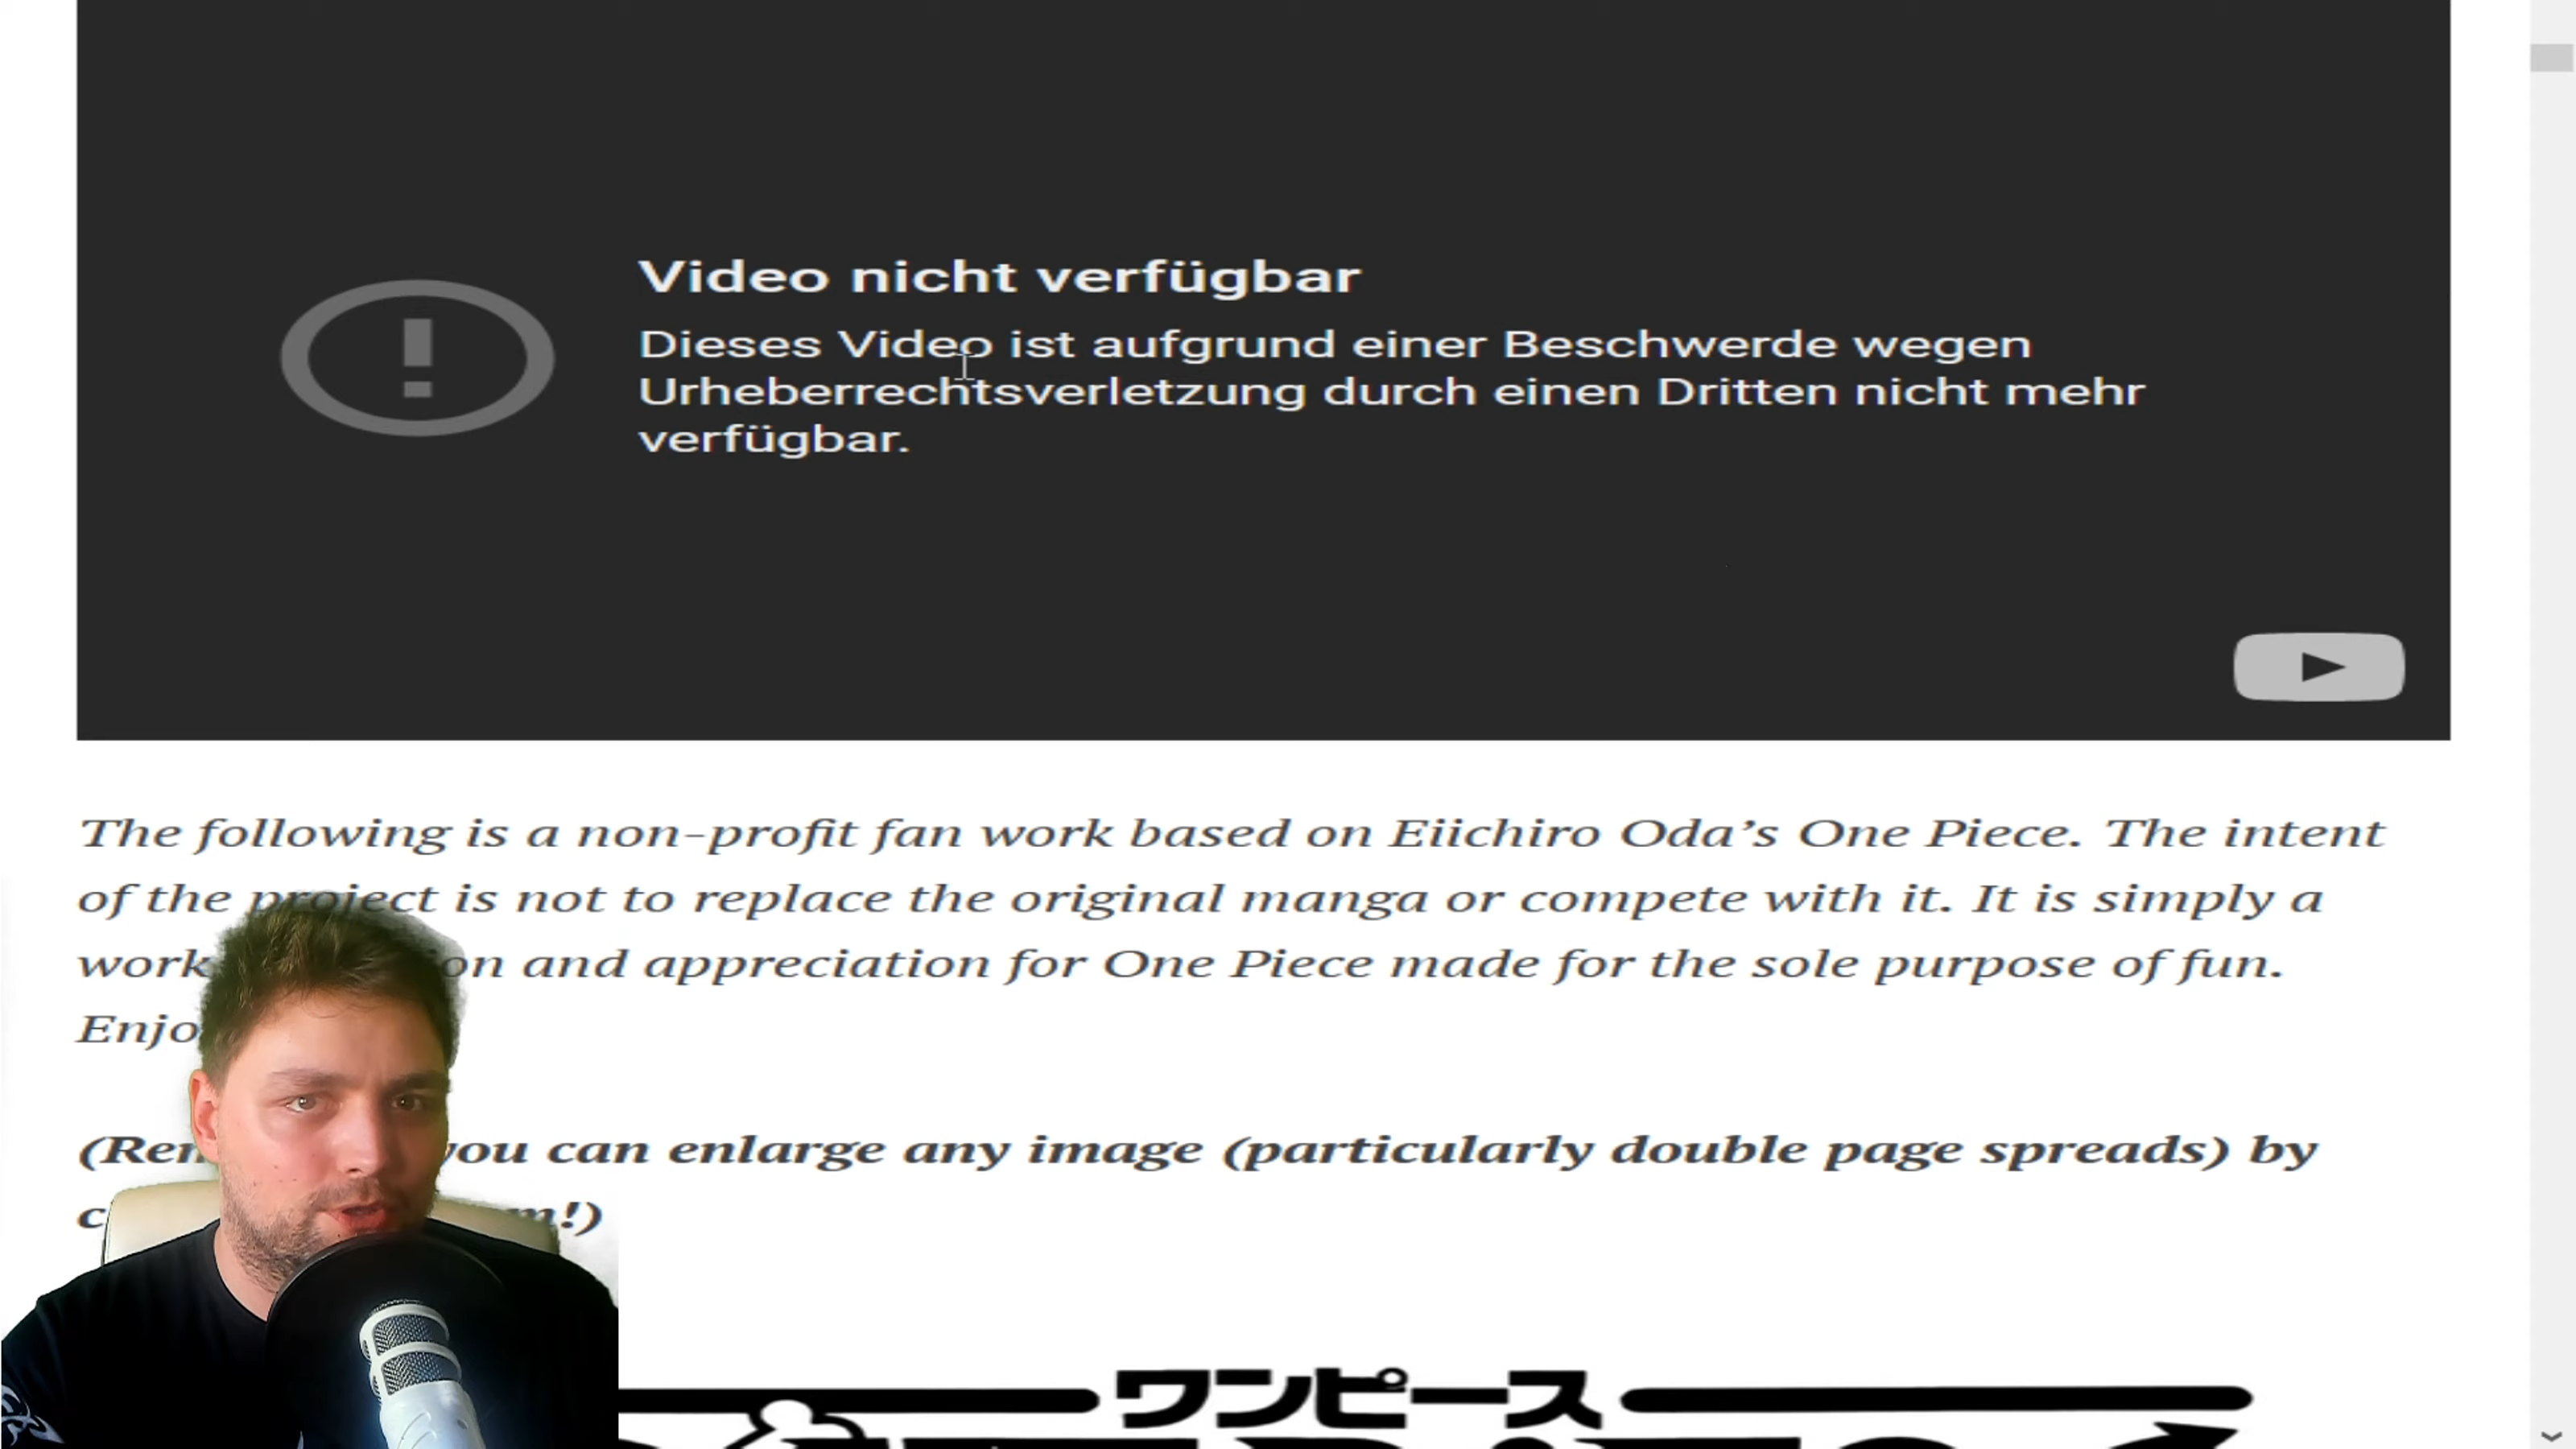 Video nicht verfügbar
Dieses Video ist aufgrund einer Beschwerde wegen
Urheberrechtsverletzung durch einen Dritten nicht mehr
verfügbar.
The following is a non-profit fan work based on Eiichiro Oda’s One Piece. The intent
of the project is not to replace the original manga or compete with it. It is simply a
work and appreciation for One Piece made for the sole purpose of fun.
you can enlarge any image (particularly double page spreads) by
ワンピース